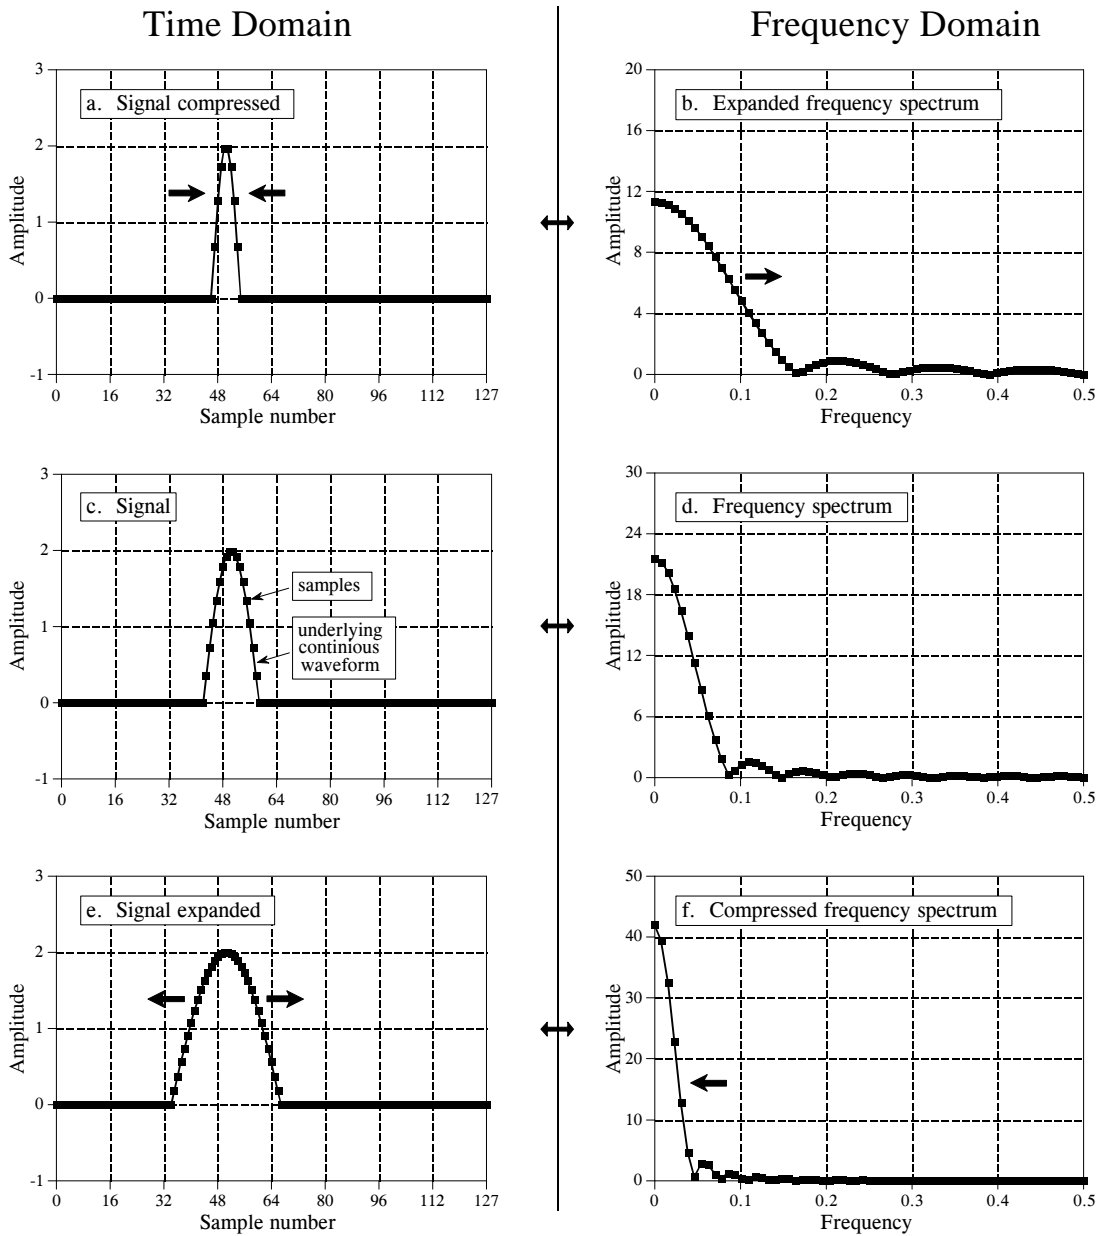 Time Domain
Frequency Domain
3
2
1
0
-1
Amplitude
a. Signal compressed
0 16 32 48 64 80 96 112 127
Sample number
20
16
12
8
4
0
Amplitude
b. Expanded frequency spectrum
0 0.1 0.2 0.3 0.4 0.5
Frequency
3
2
1
0
-1
Amplitude
c. Signal
samples
underlying
continious
waveform
0 16 32 48 64 80 96 112 127
Sample number
30
24
18
12
6
0
Amplitude
d. Frequency spectrum
0 0.1 0.2 0.3 0.4 0.5
Frequency
3
2
1
0
-1
Amplitude
e. Signal expanded
0 16 32 48 64 80 96 112 127
Sample number
50
40
30
20
10
0
Amplitude
f. Compressed frequency spectrum
0 0.1 0.2 0.3 0.4 0.5
Frequency